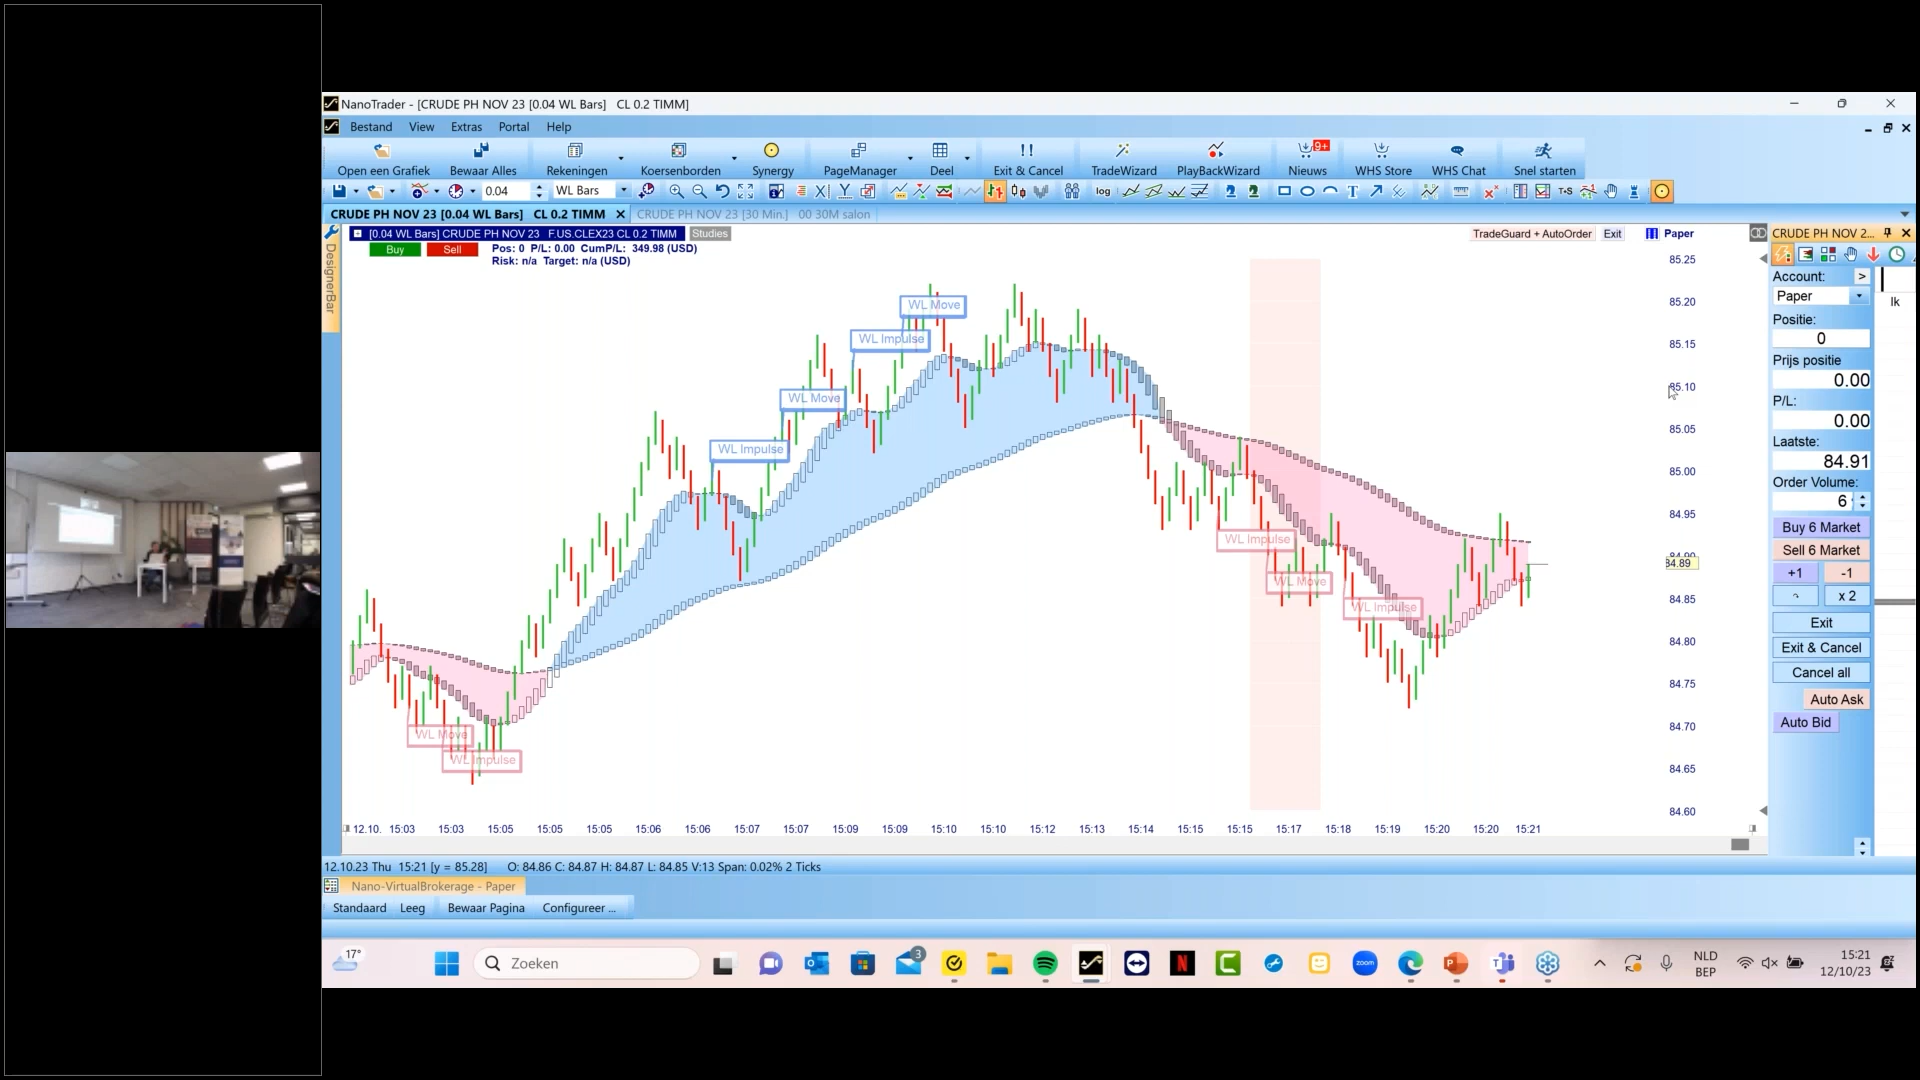 NanoTrader - [CRUDE PH NOV 23 [0.04 WL Bars]   CL 0.2 TIMM]
Bestand View Extras Portal Help
Open een Grafiek Bewaar Alles Rekeningen Koersenborden Synergy PageManager Deel Exit & Cancel TradeWizard PlayBackWizard Nieuws 9+ WHS Store WHS Chat Snel starten
0.04 WL Bars log T T+S
CRUDE PH NOV 23 [0.04 WL Bars]   CL 0.2 TIMM
CRUDE PH NOV 23 [30 Min.]   00 30M salon
DesignerBar
[0.04 WL Bars] CRUDE PH NOV 23   F.US.CLEX23 CL 0.2 TIMM Studies
TradeGuard + AutoOrder Exit Paper
Buy Sell Pos: 0 P/L: 0.00 CumP/L: 349.98 (USD)
Risk: n/a Target: n/a (USD)
WL Move
WL Impulse
WL Move
WL Impulse
WL Impulse
WL Move
WL Impulse
WL Move
WL Impulse
85.25
85.20
85.15
85.10
85.05
85.00
84.95
84.90
84.89
84.85
84.80
84.75
84.70
84.65
84.60
12.10. 15:03 15:03 15:05 15:05 15:05 15:06 15:06 15:07 15:07 15:09 15:09 15:10 15:10 15:12 15:13 15:14 15:15 15:15 15:17 15:18 15:19 15:20 15:20 15:21
CRUDE PH NOV 2...
Account: >
Paper
lk
Positie:
0
Prijs positie
0.00
P/L:
0.00
Laatste:
84.91
Order Volume:
6
Buy 6 Market
Sell 6 Market
+1 -1
x 2
Exit
Exit & Cancel
Cancel all
Auto Ask
Auto Bid
12.10.23 Thu 15:21 [y = 85.28] O: 84.86 C: 84.87 H: 84.87 L: 84.85 V:13 Span: 0.02% 2 Ticks
Nano-VirtualBrokerage - Paper
Standaard Leeg Bewaar Pagina Configureer ...
17° Zoeken 3 zoom NLD 15:21
BEP 12/10/23